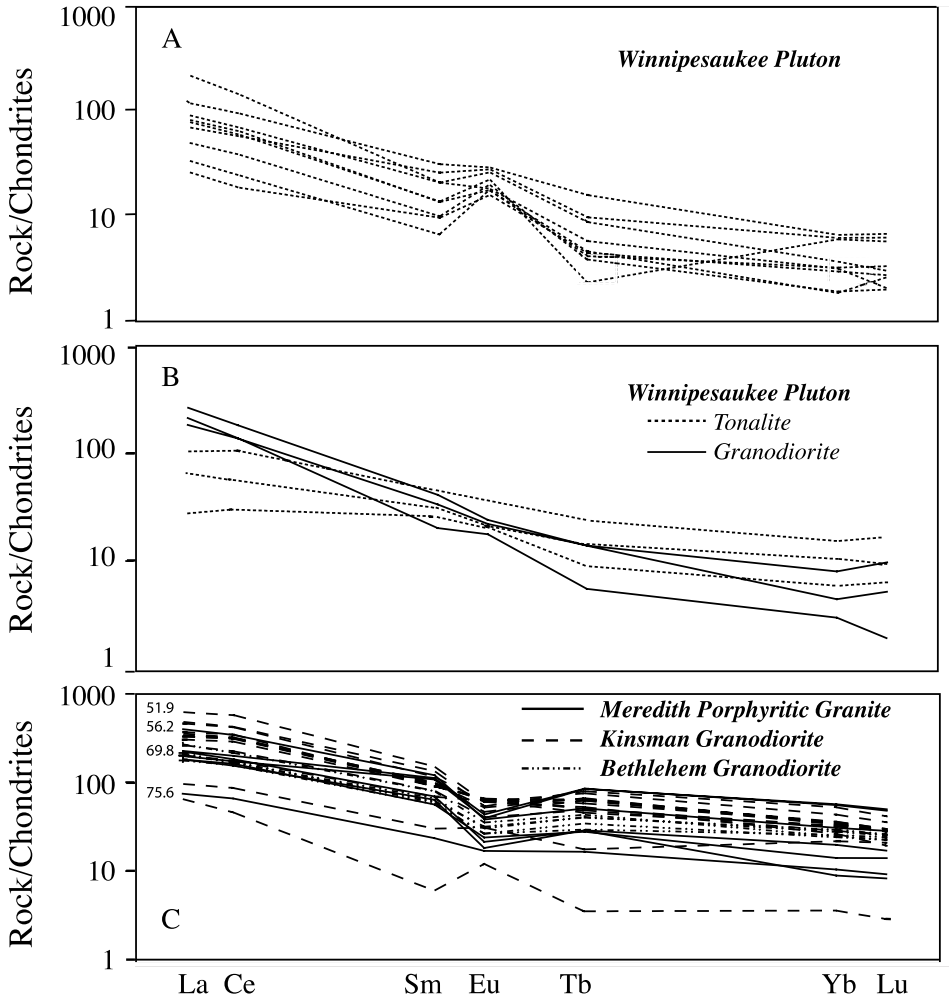 1000
A
Winnipesaukee Pluton
100
Rock/Chondrites
10
1
1000
B
Winnipesaukee Pluton
Tonalite
100
Granodiorite
Rock/Chondrites
10
1
1000
51.9
Meredith Porphyritic Granite
56.2
Kinsman Granodiorite
69.8
Bethlehem Granodiorite
100
75.6
Rock/Chondrites
10
C
1
La Ce Sm Eu Tb Yb Lu